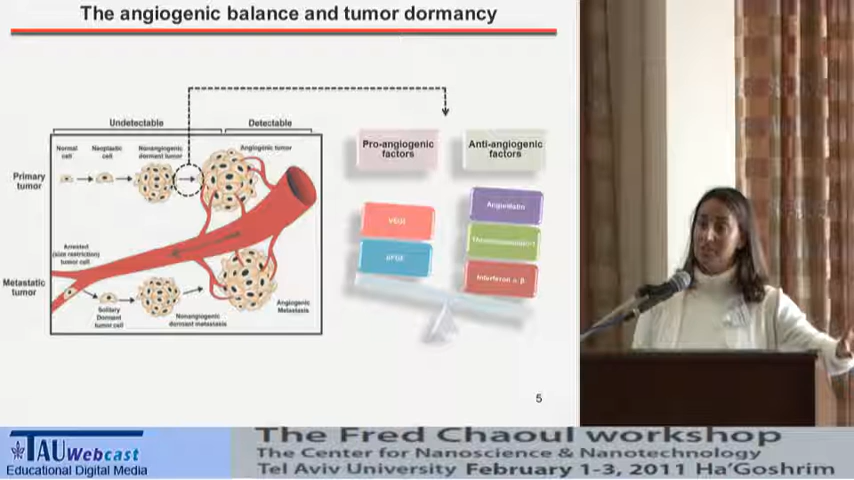 The angiogenic balance and tumor dormancy
Undetectable
Detectable
Normal
cell
Neoplastic
cell
Nonangiogenic
dormant tumor
Angiogenic tumor
Primary
tumor
Arrested
(size restriction)
tumor cell
Metastatic
tumor
Solitary
Dormant
tumor cell
Nonangiogenic
dormant metastasis
Angiogenic
Metastasis
Pro-angiogenic
factors
Anti-angiogenic
factors
VEGF
bFGF
Angiostatin
Interferon α, β
5
TAU Webcast
Educational Digital Media
The Fred Chaoul workshop
The Center for Nanoscience & Nanotechnology
Tel Aviv University February 1-3, 2011 Ha'Goshrim